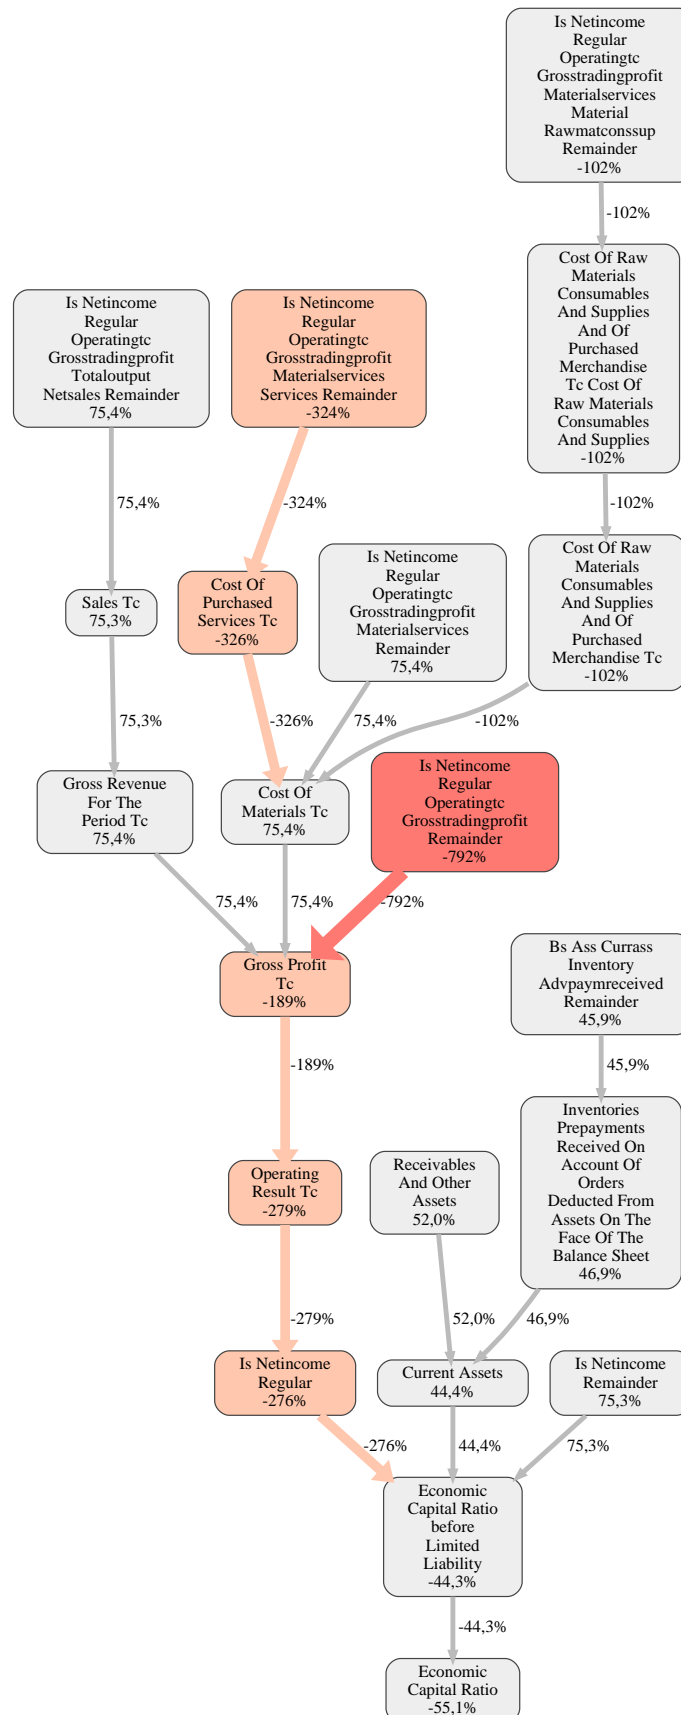 Is Netincome
Regular
Operatingtc
Grosstradingprofit
Materialservices
Material
Rawmatconssup
Remainder
-102%
-102%
Cost Of Raw
Materials
Consumables
And Supplies
And Of
Purchased
Merchandise
Tc Cost Of
Raw Materials
Consumables
And Supplies
-102%
Is Netincome
Regular
Operatingtc
Grosstradingprofit
Totaloutput
Netsales Remainder
75,4%
Is Netincome
Regular
Operatingtc
Grosstradingprofit
Materialservices
Services Remainder
-324%
75,4%
-324%
-102%
Sales Tc
75,3%
Cost Of
Purchased
Services Tc
-326%
Is Netincome
Regular
Operatingtc
Grosstradingprofit
Materialservices
Remainder
75,4%
Cost Of Raw
Materials
Consumables
And Supplies
And Of
Purchased
Merchandise Tc
-102%
75,3%
-326%
75,4%
-102%
Gross Revenue
For The
Period Tc
75,4%
Cost Of
Materials Tc
75,4%
Is Netincome
Regular
Operatingtc
Grosstradingprofit
Remainder
-792%
75,4%
75,4%
-792%
Gross Profit
Tc
-189%
Bs Ass Currass
Inventory
Advpaymreceived
Remainder
45,9%
-189%
45,9%
Operating
Result Tc
-279%
Receivables
And Other
Assets
52,0%
Inventories
Prepayments
Received On
Account Of
Orders
Deducted From
Assets On The
Face Of The
Balance Sheet
46,9%
-279%
52,0%
46,9%
Is Netincome
Regular
-276%
Current Assets
44,4%
Is Netincome
Remainder
75,3%
-276%
44,4%
75,3%
Economic
Capital Ratio
before
Limited
Liability
-44,3%
-44,3%
Economic
Capital Ratio
-55,1%